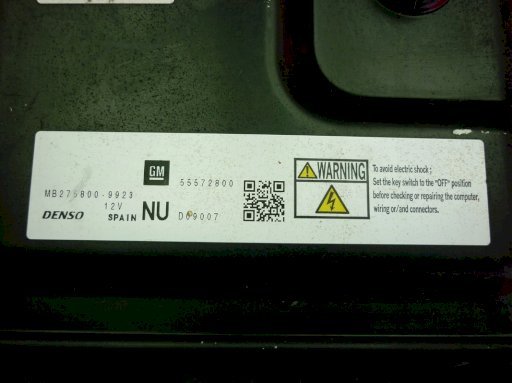 GM
55572800
MB275800-9923
12V
DENSO
SPAIN
NU
D09007
WARNING
To avoid electric shock;
Set the key switch to the "OFF" position
before checking or repairing the computer,
wiring or/and connectors.